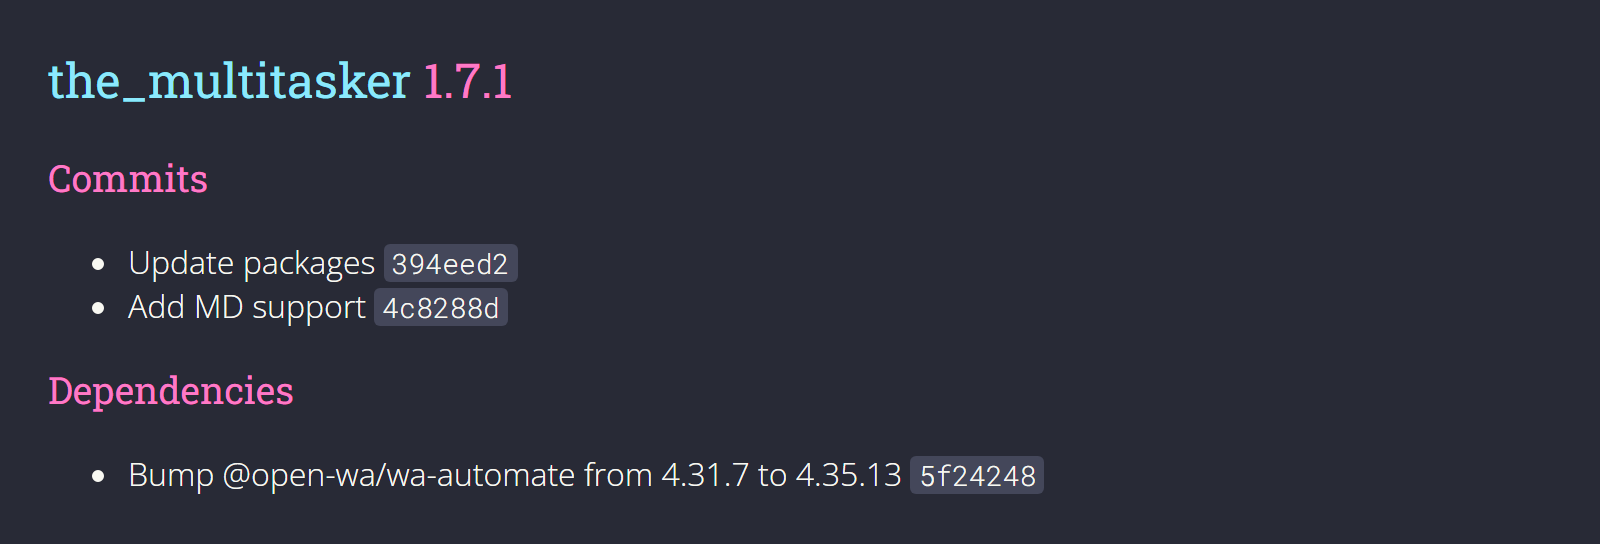 the_multitasker 1.7.1
Commits
Update packages 394eed2
Add MD support 4c8288d
Dependencies
Bump @open-wa/wa-automate from 4.31.7 to 4.35.13 5f24248